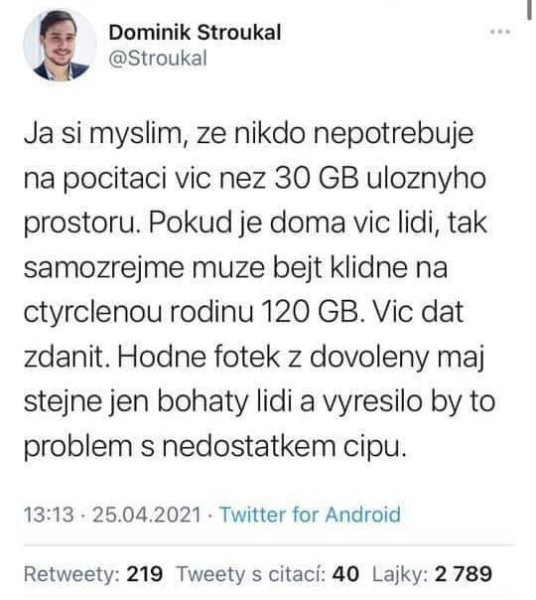 Dominik Stroukal
@Stroukal
Ja si myslim, ze nikdo nepotrebuje
na pocitaci vic nez 30 GB uloznyho
prostoru. Pokud je doma vic lidi, tak
samozrejme muze bejt klidne na
ctyrclenou rodinu 120 GB. Vic dat
zdanit. Hodne fotek z dovoleny maj
stejne jen bohaty lidi a vyresilo by to
problem s nedostatkem cipu.
13:13 · 25.04.2021 · Twitter for Android
Retweety: 219 Tweety s citací: 40 Lajky: 2 789